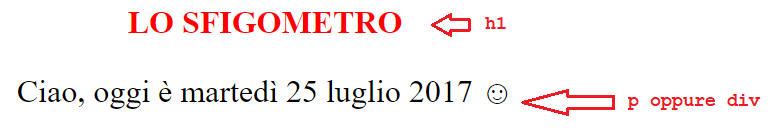 LO SFIGOMETRO h1
Ciao, oggi è martedì 25 luglio 2017 ☺ p oppure div